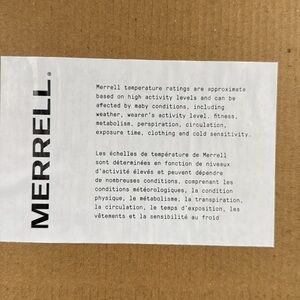 MERRELL®
Merrell temperature ratings are approximate
based on high activity levels and can be
affected by maby conditions, including
weather, wearer's activity level, fitness,
metabolism, perspiration, circulation,
exposure time, clothing and cold sensitivity.
Les échelles de température de Merrell
sont déterminées en fonction de niveaux
d'activité élevés et peuvent dépendre
de nombreuses conditions, comprenant les
conditions météorologiques, la condition
physique, le métabolisme, la transpiration,
la circulation, le temps d'exposition, les
vêtements et la sensibilité au froid